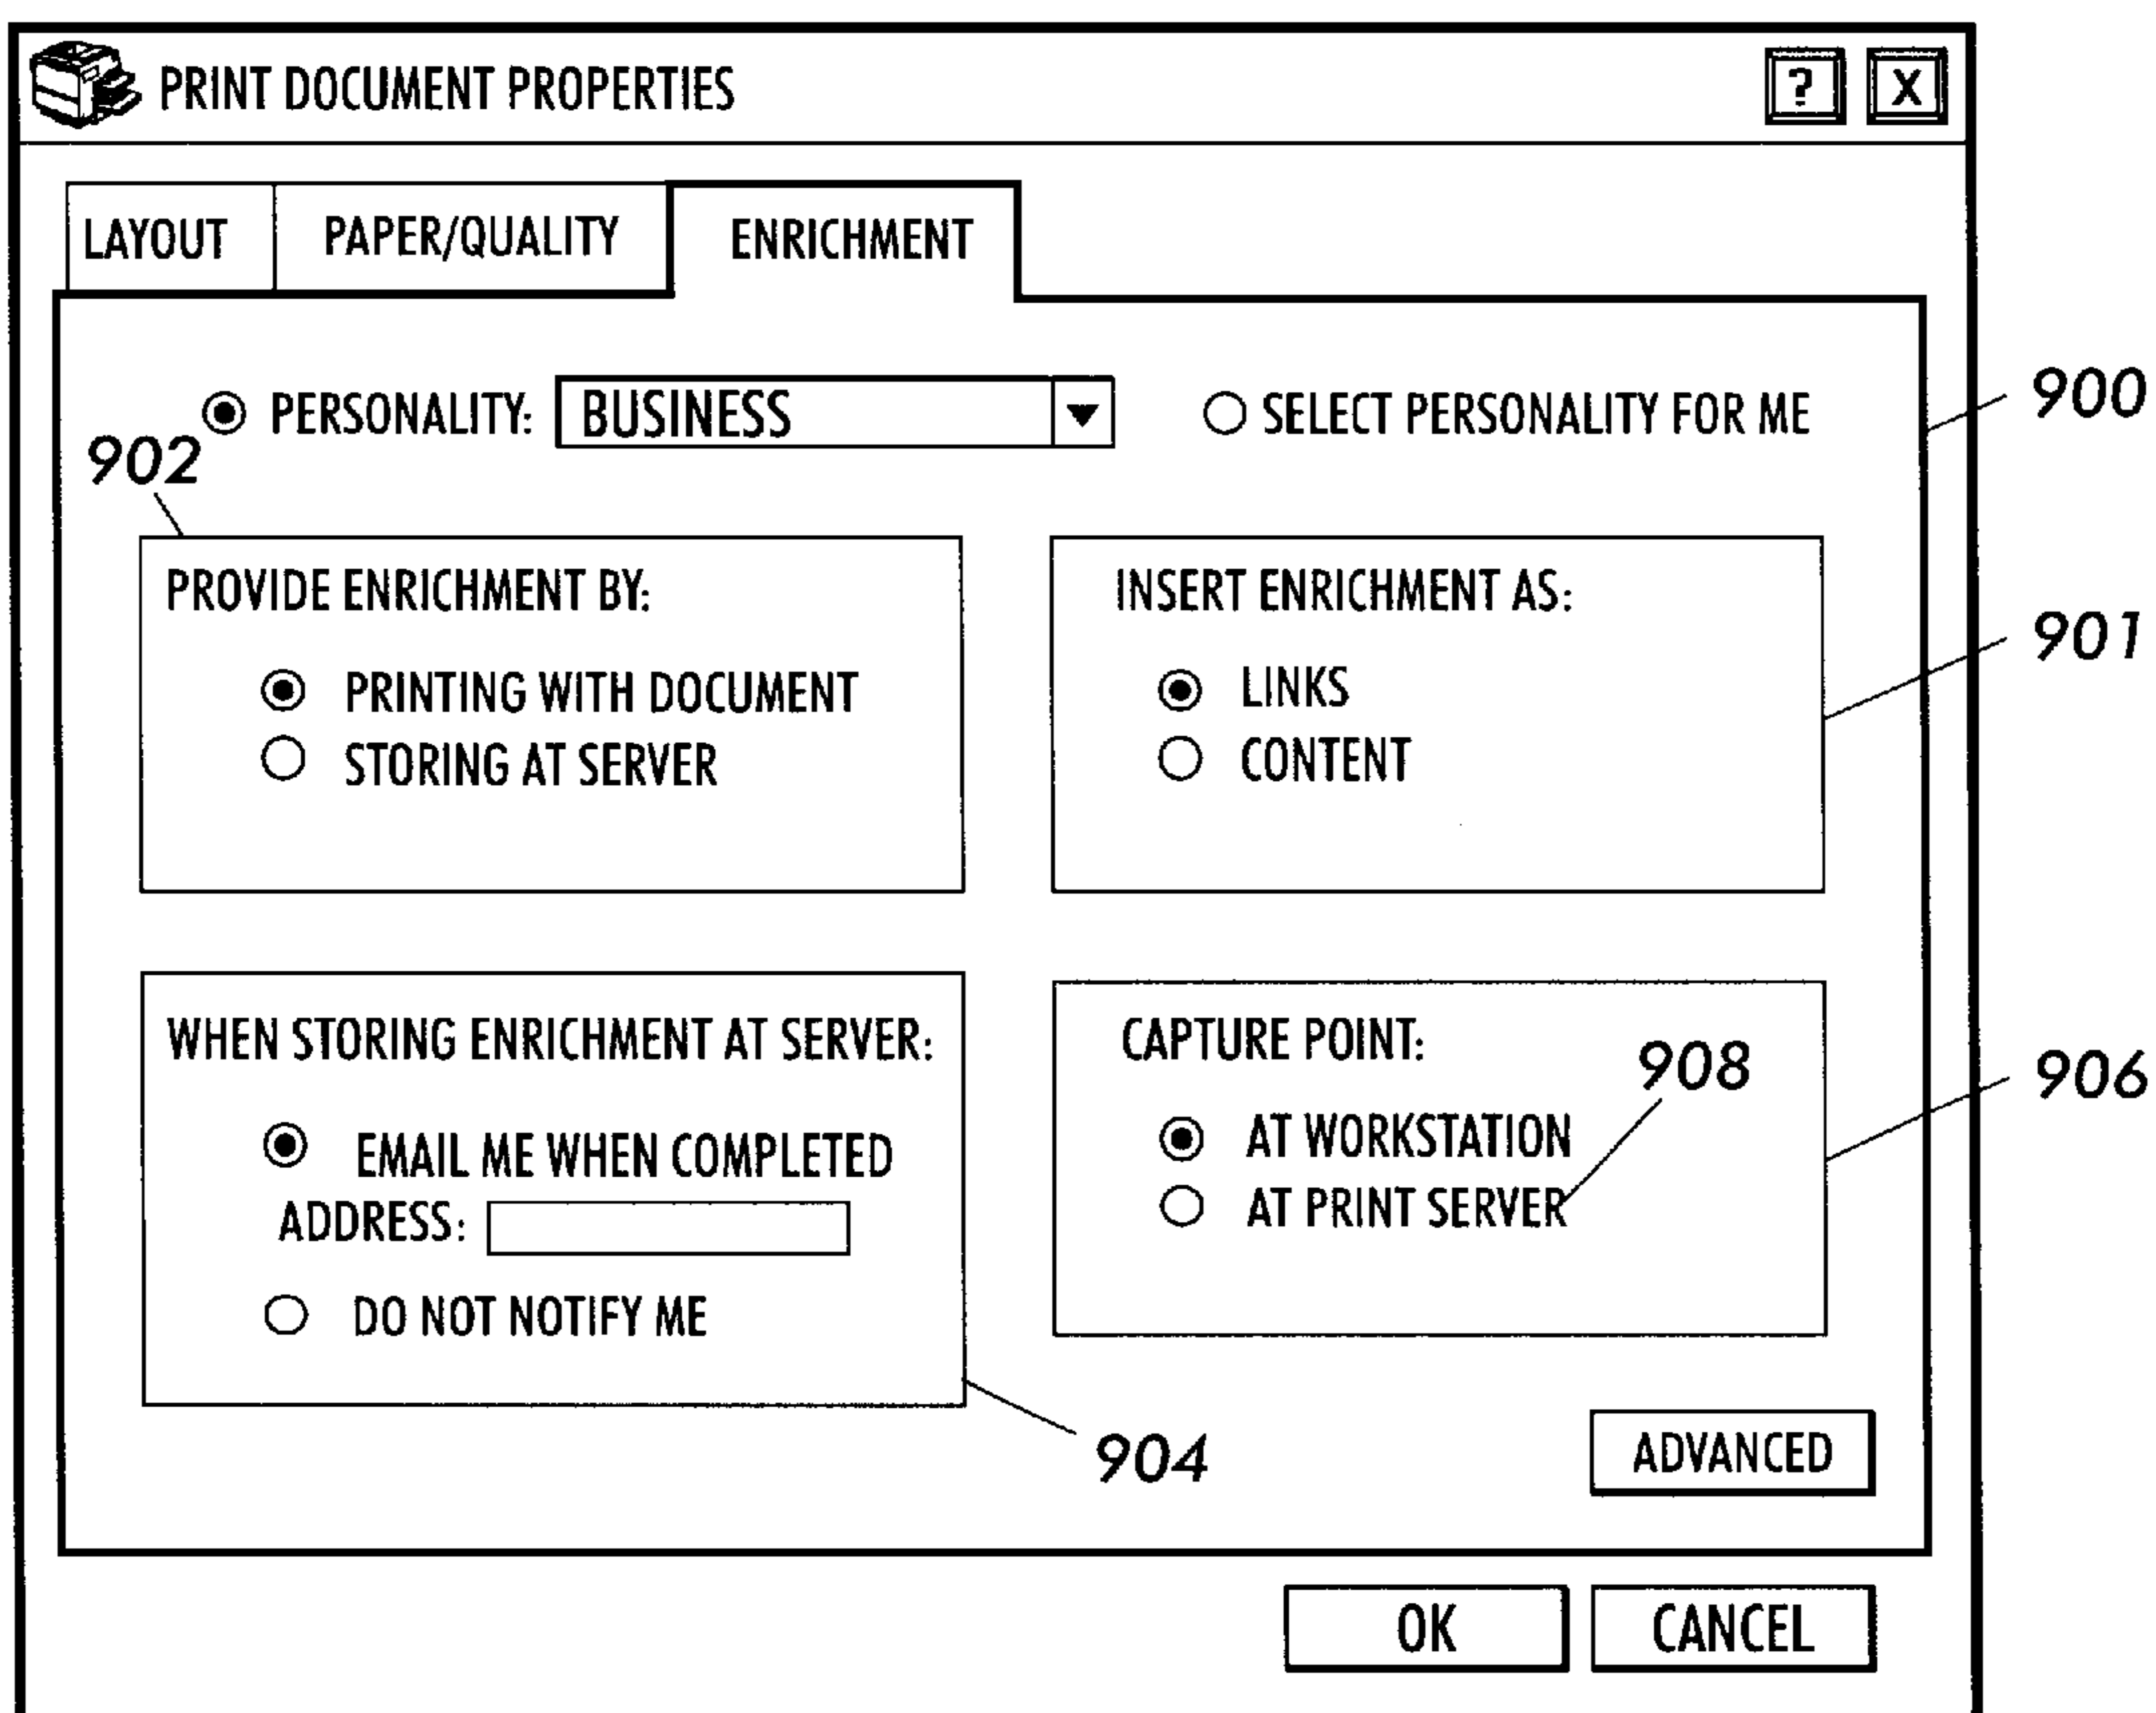 PRINT DOCUMENT PROPERTIES
? X
LAYOUT PAPER/QUALITY ENRICHMENT
PERSONALITY: BUSINESS SELECT PERSONALITY FOR ME
900
902
PROVIDE ENRICHMENT BY:
PRINTING WITH DOCUMENT
STORING AT SERVER
INSERT ENRICHMENT AS:
LINKS
CONTENT
901
WHEN STORING ENRICHMENT AT SERVER:
EMAIL ME WHEN COMPLETED
ADDRESS:
DO NOT NOTIFY ME
904
CAPTURE POINT:
908
AT WORKSTATION
AT PRINT SERVER
906
ADVANCED
OK CANCEL